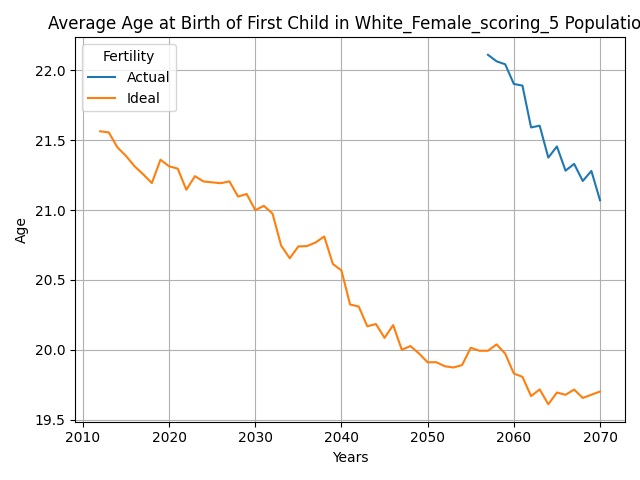 Average Age at Birth of First Child in White_Female_scoring_5 Populatio
Fertility
Actual
Ideal
22.0
21.5
21.0
20.5
20.0
19.5
Age
2010 2020 2030 2040 2050 2060 2070
Years